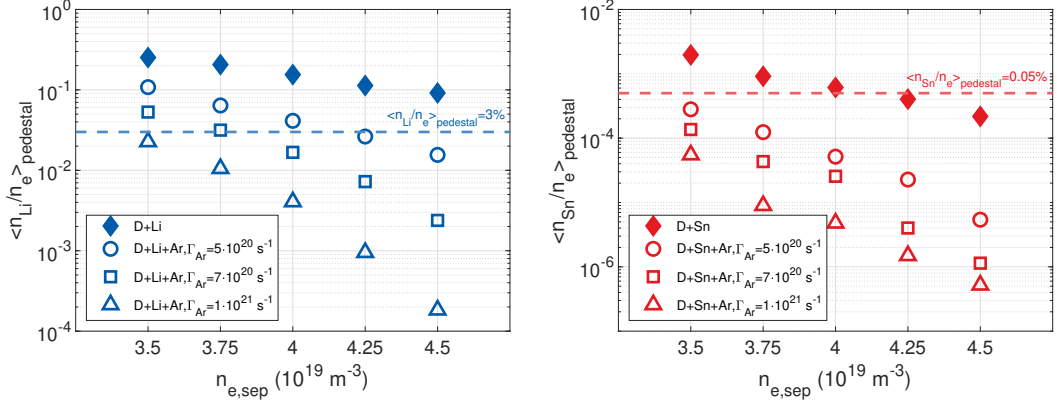 10^0
10^-1
10^-2
10^-3
10^-4
<n_Li/n_e>_pedestal
<n_Li/n_e>_pedestal=3%
D+Li
D+Li+Ar,Γ_Ar=5·10^20 s^-1
D+Li+Ar,Γ_Ar=7·10^20 s^-1
D+Li+Ar,Γ_Ar=1·10^21 s^-1
3.5 3.75 4 4.25 4.5
n_e,sep (10^19 m^-3)
10^-2
10^-4
10^-6
<n_Sn/n_e>_pedestal
<n_Sn/n_e>_pedestal=0.05%
D+Sn
D+Sn+Ar,Γ_Ar=5·10^20 s^-1
D+Sn+Ar,Γ_Ar=7·10^20 s^-1
D+Sn+Ar,Γ_Ar=1·10^21 s^-1
3.5 3.75 4 4.25 4.5
n_e,sep (10^19 m^-3)